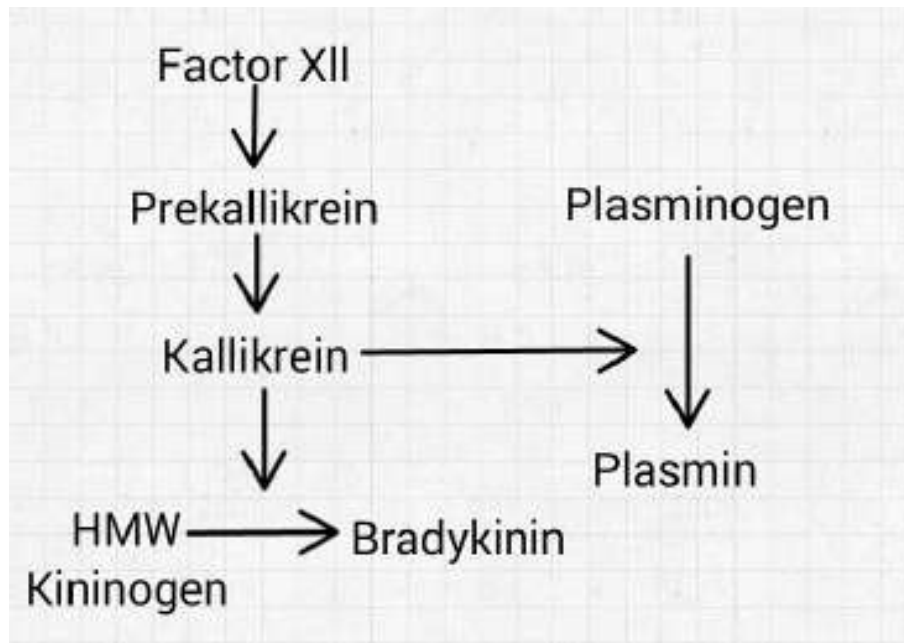 Factor XII
Prekallikrein
Plasminogen
Kallikrein
Plasmin
HMW
Bradykinin
Kininogen